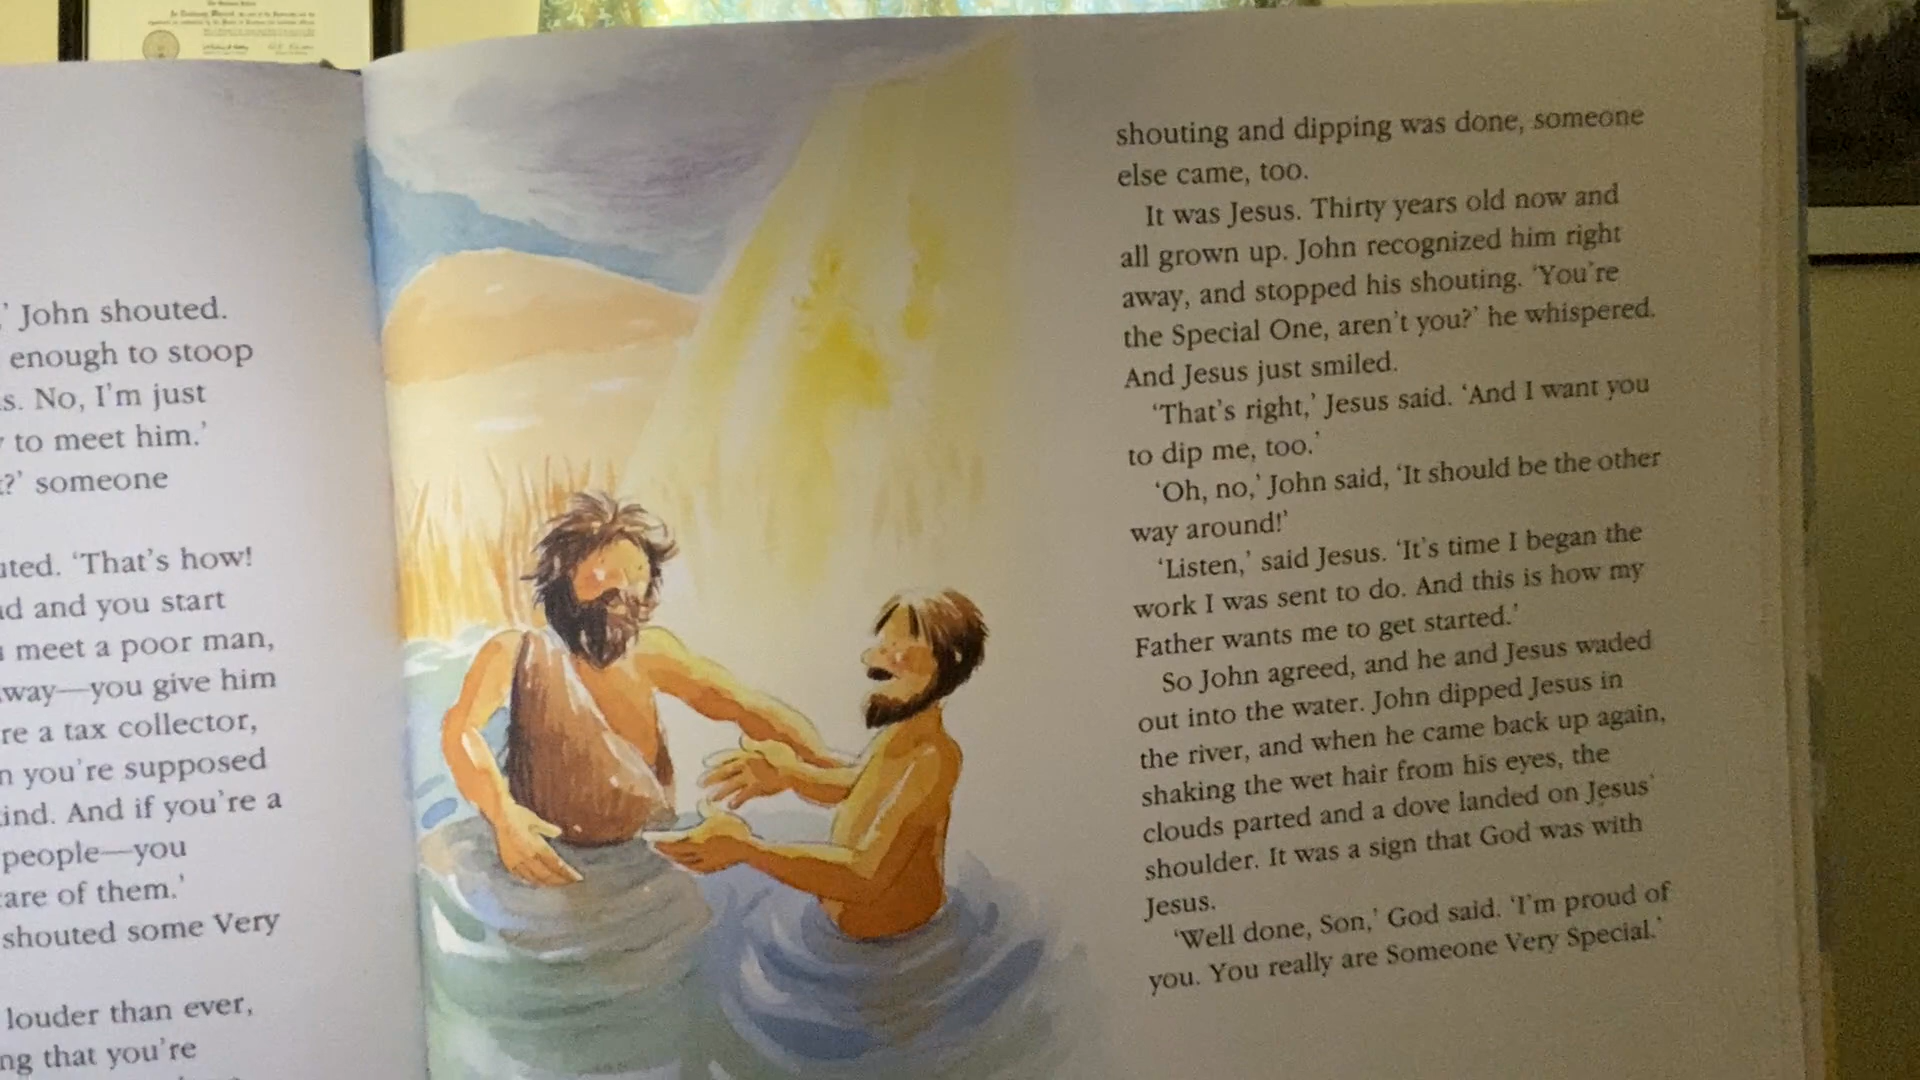 John shouted.
enough to stoop
No, I'm just
to meet him.'
someone
'That's how!
and you start
meet a poor man,
you give him
a tax collector,
you're supposed
And if you're a
people—you
of them.'
shouted some Very
louder than ever,
that you're
shouting and dipping was done, someone
else came, too.
It was Jesus. Thirty years old now and
all grown up. John recognized him right
away, and stopped his shouting. 'You're
the Special One, aren't you?' he whispered.
And Jesus just smiled.
'That's right,' Jesus said. 'And I want you
to dip me, too.'
'Oh, no,' John said, 'It should be the other
way around!'
'Listen,' said Jesus. 'It's time I began the
work I was sent to do. And this is how my
Father wants me to get started.'
So John agreed, and he and Jesus waded
out into the water. John dipped Jesus in
the river, and when he came back up again,
shaking the wet hair from his eyes, the
clouds parted and a dove landed on Jesus'
shoulder. It was a sign that God was with
Jesus.
'Well done, Son,' God said. 'I'm proud of
you. You really are Someone Very Special.'